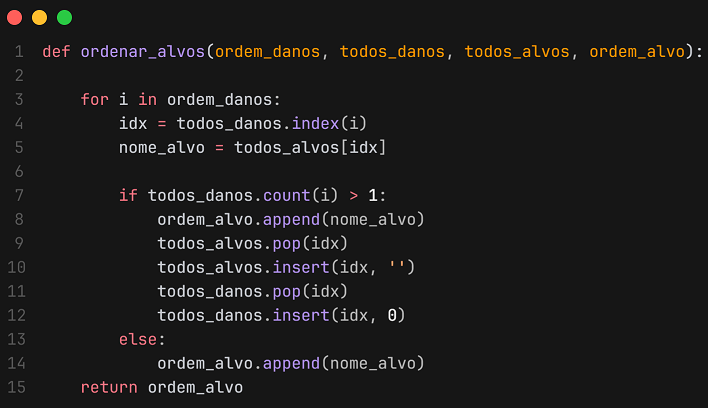 1 def ordenar_alvos(ordem_danos, todos_danos, todos_alvos, ordem_alvo):
2
3     for i in ordem_danos:
4         idx = todos_danos.index(i)
5         nome_alvo = todos_alvos[idx]
6
7         if todos_danos.count(i) > 1:
8             ordem_alvo.append(nome_alvo)
9             todos_alvos.pop(idx)
10             todos_alvos.insert(idx, '')
11             todos_danos.pop(idx)
12             todos_danos.insert(idx, 0)
13         else:
14             ordem_alvo.append(nome_alvo)
15     return ordem_alvo